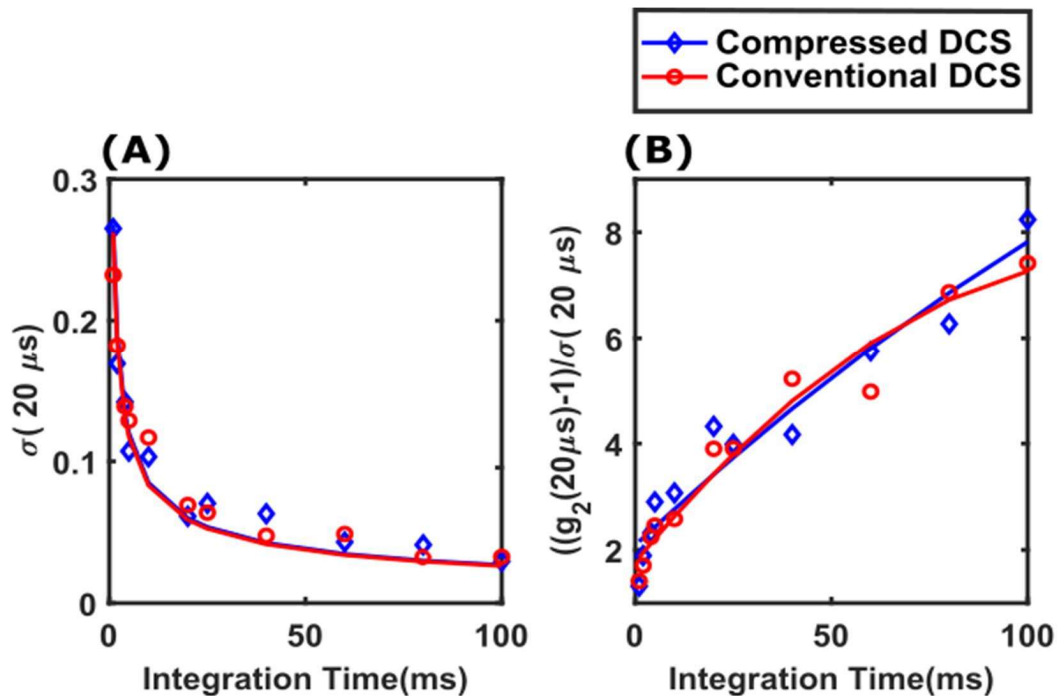 Compressed DCS
Conventional DCS
(A)
(B)
0.3
0.2
0.1
0
σ( 20 μs)
0
50
100
Integration Time(ms)
8
6
4
2
((g₂(20μs)-1)/σ( 20 μs)
0
50
100
Integration Time(ms)